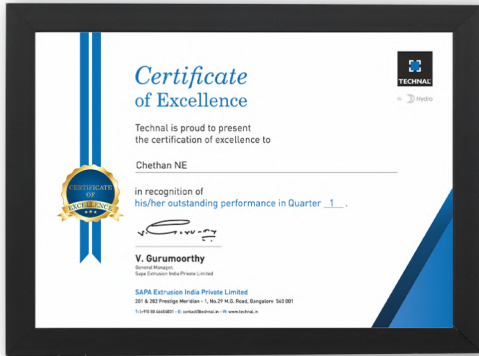 Certificate
of Excellence
TECHNAL
By Hydro
Technal is proud to present
the certification of excellence to
Chethan NE
CERTIFICATE
OF
EXCELLENCE
in recognition of
his/her outstanding performance in Quarter 1 .
V. Gurumoorthy
General Manager,
Sapa Extrusion India Private Limited
SAPA Extrusion India Private Limited
201 & 202 Prestige Meridian - 1, No.29 M.G. Road, Bangalore 560 001